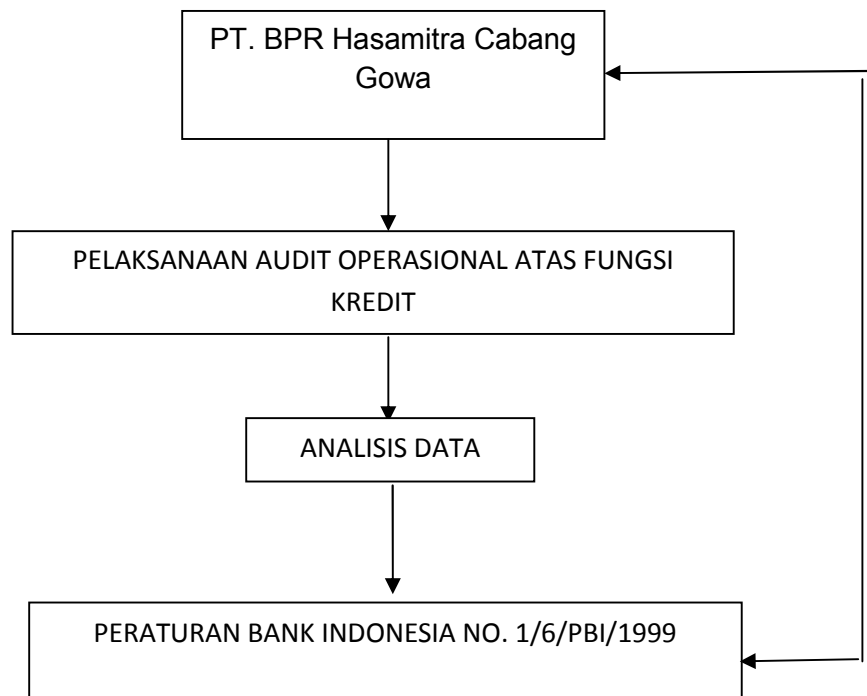 PT. BPR Hasamitra Cabang
Gowa
PELAKSANAAN AUDIT OPERASIONAL ATAS FUNGSI
KREDIT
ANALISIS DATA
PERATURAN BANK INDONESIA NO. 1/6/PBI/1999